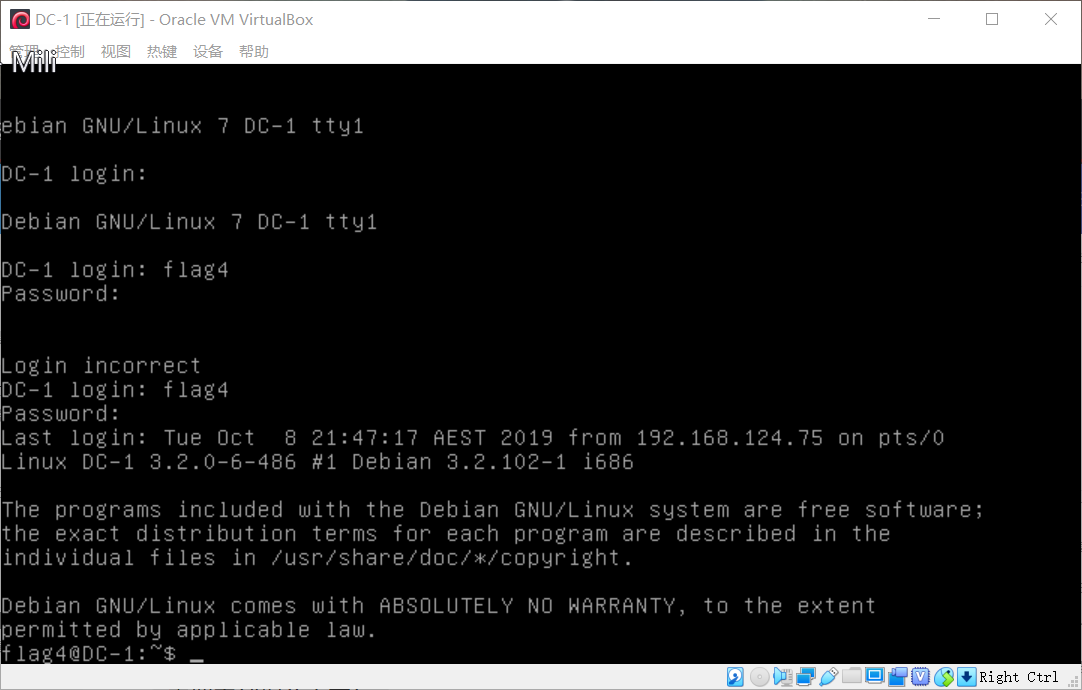 DC-1 [正在运行] - Oracle VM VirtualBox
管理 控制 视图 热键 设备 帮助
Mili
ebian GNU/Linux 7 DC-1 tty1
DC-1 login:
Debian GNU/Linux 7 DC-1 tty1
DC-1 login: flag4
Password:
Login incorrect
DC-1 login: flag4
Password:
Last login: Tue Oct  8 21:47:17 AEST 2019 from 192.168.124.75 on pts/0
Linux DC-1 3.2.0-6-486 #1 Debian 3.2.102-1 i686
The programs included with the Debian GNU/Linux system are free software;
the exact distribution terms for each program are described in the
individual files in /usr/share/doc/*/copyright.
Debian GNU/Linux comes with ABSOLUTELY NO WARRANTY, to the extent
permitted by applicable law.
flag4@DC-1:~$ _
Right Ctrl